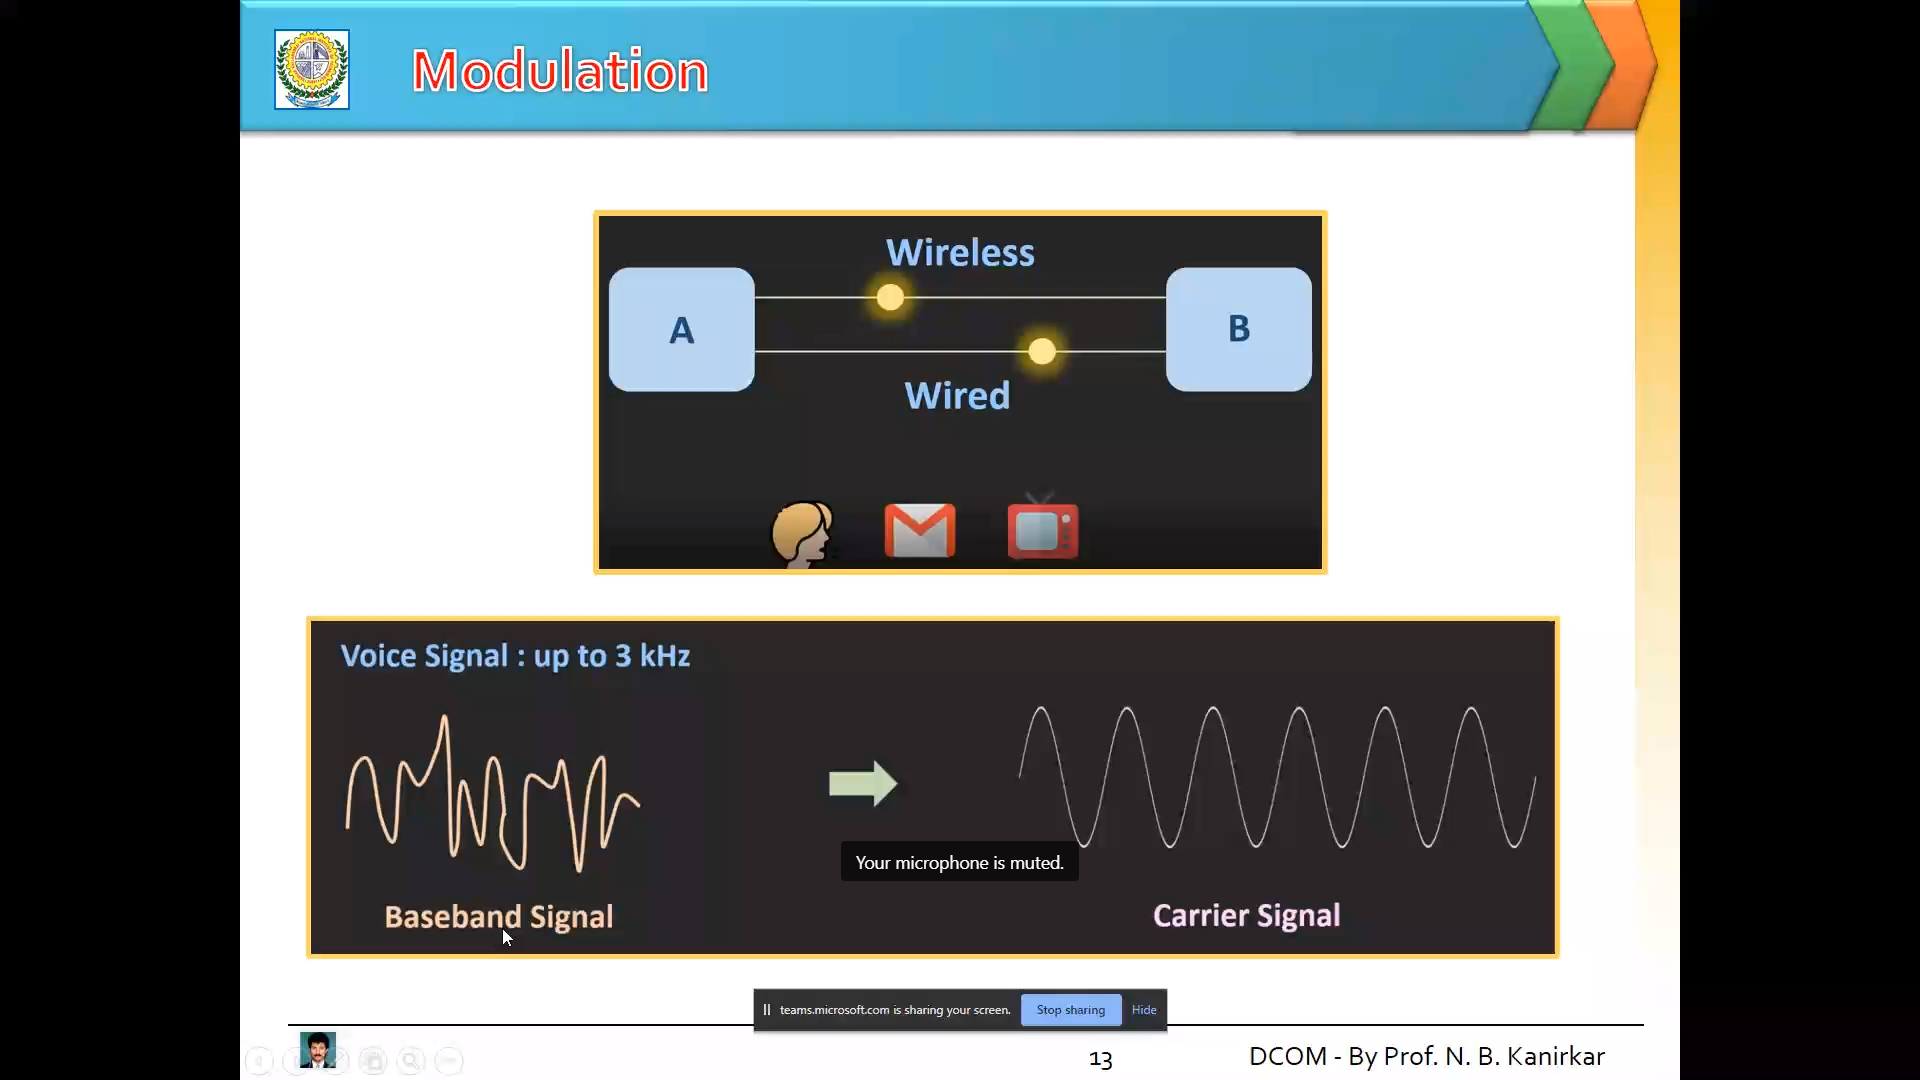 Modulation
Wireless
A
B
Wired
Voice Signal : up to 3 kHz
Your microphone is muted.
Baseband Signal
Carrier Signal
teams.microsoft.com is sharing your screen.
Stop sharing
Hide
13
DCOM - By Prof. N. B. Kanirkar